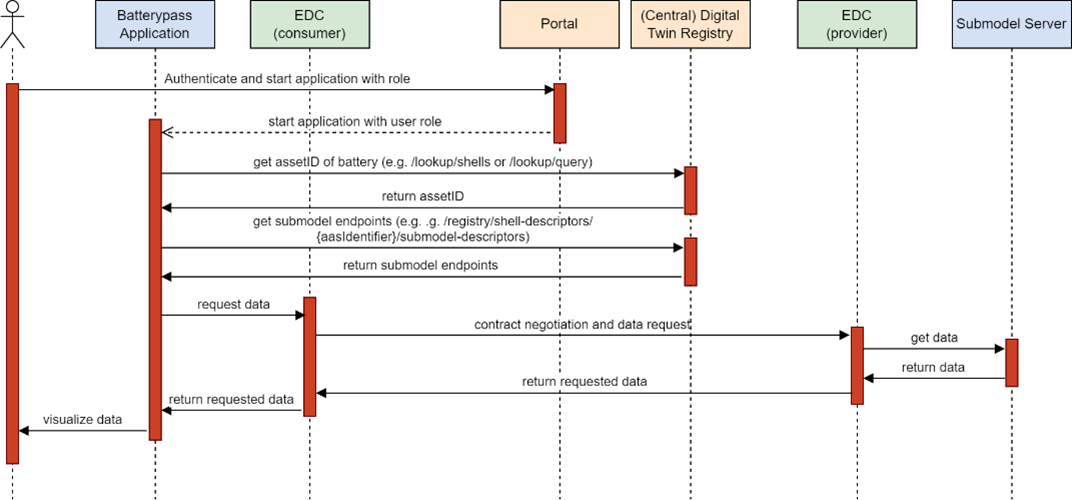 Batterypass
Application
EDC
(consumer)
Portal
(Central) Digital
Twin Registry
EDC
(provider)
Submodel Server
Authenticate and start application with role
start application with user role
get assetID of battery (e.g. /lookup/shells or /lookup/query)
return assetID
get submodel endpoints (e.g. .g. /registry/shell-descriptors/
{aasIdentifier}/submodel-descriptors)
return submodel endpoints
request data
contract negotiation and data request
get data
return data
return requested data
return requested data
visualize data